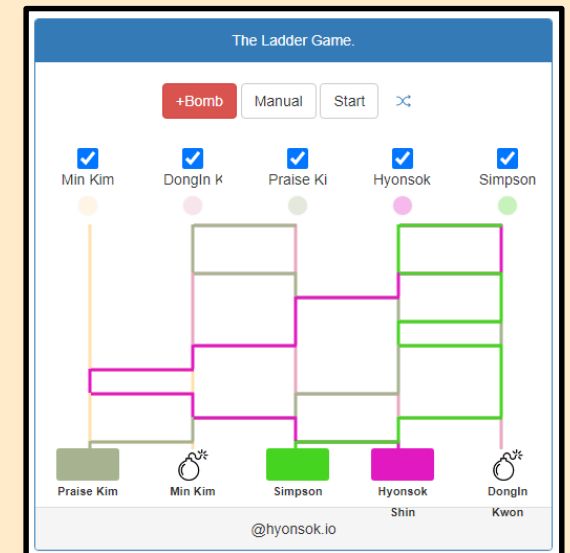 The Ladder Game.
+Bomb Manual Start
Min Kim DongIn K Praise Ki Hyonsok Simpson
Praise Kim Min Kim Simpson Hyonsok Shin DongIn Kwon
@hyonsok.io